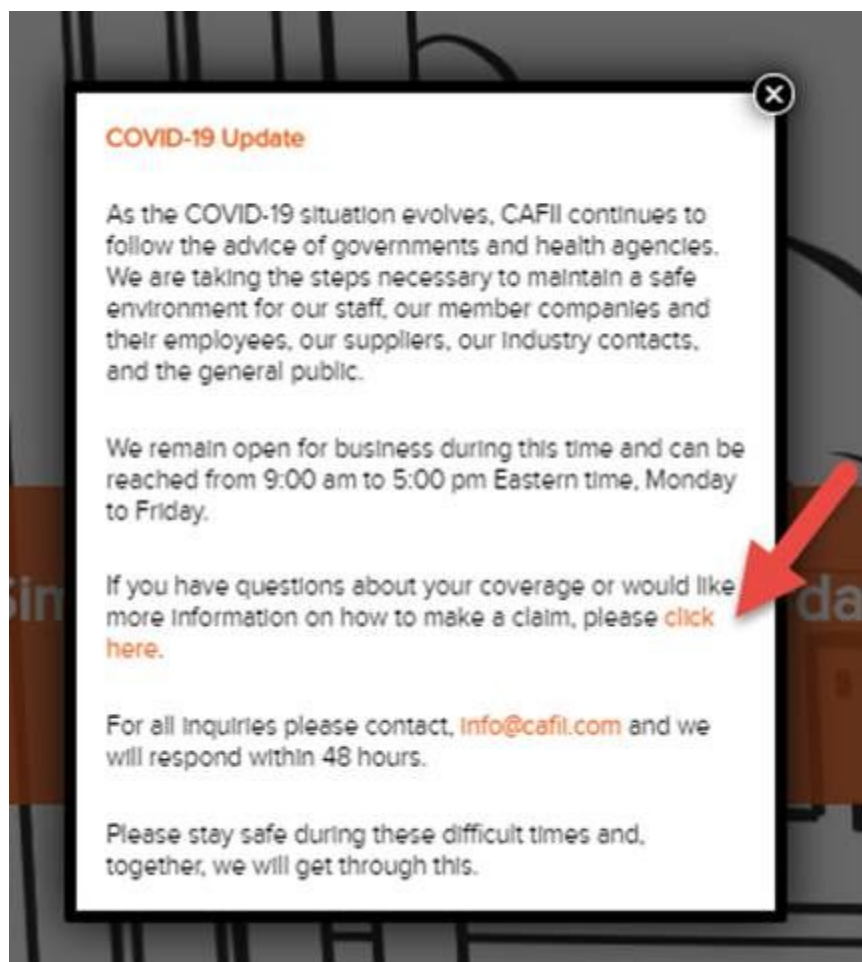 COVID-19 Update
As the COVID-19 situation evolves, CAFII continues to
follow the advice of governments and health agencies.
We are taking the steps necessary to maintain a safe
environment for our staff, our member companies and
their employees, our suppliers, our industry contacts,
and the general public.
We remain open for business during this time and can be
reached from 9:00 am to 5:00 pm Eastern time, Monday
to Friday.
If you have questions about your coverage or would like
more information on how to make a claim, please click
here.
For all inquiries please contact, info@cafii.com and we
will respond within 48 hours.
Please stay safe during these difficult times and,
together, we will get through this.